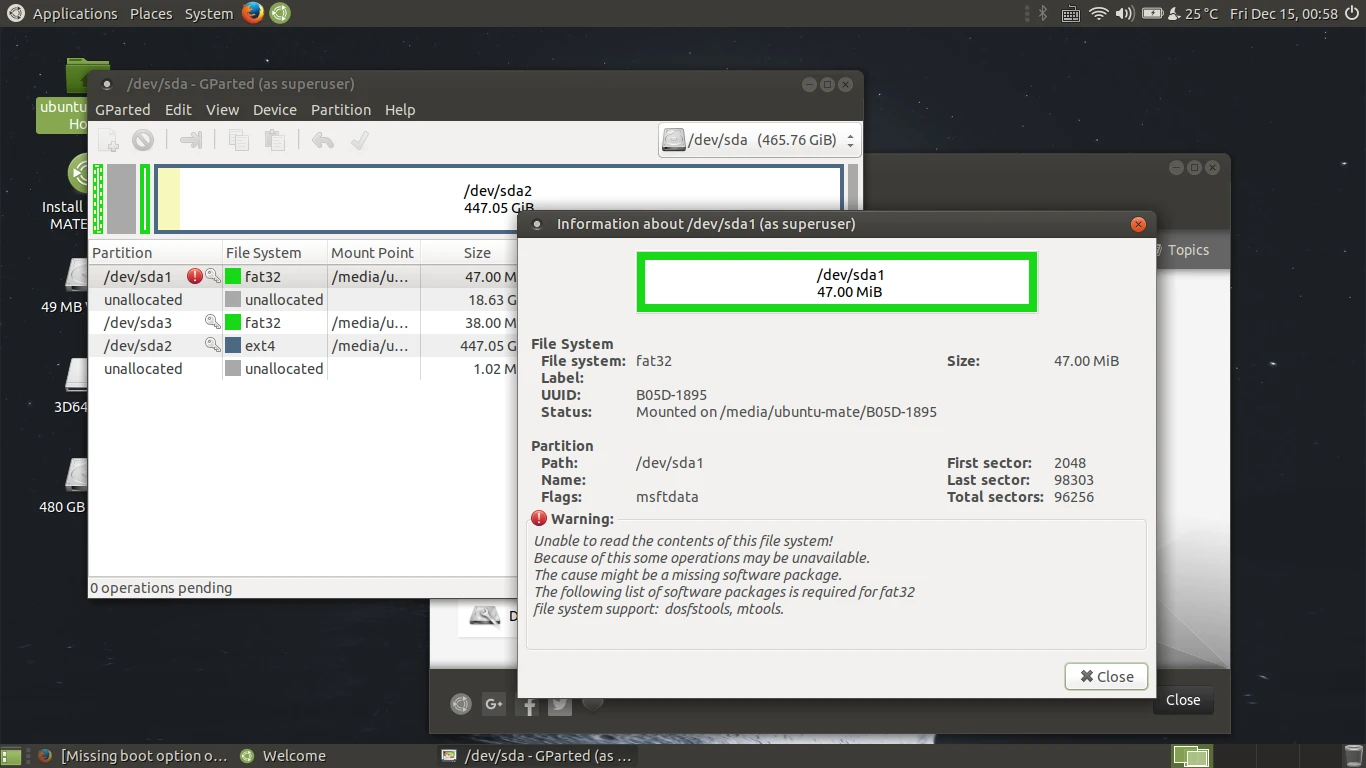 Applications Places System 25 °C Fri Dec 15, 00:58
/dev/sda - GParted (as superuser)
GParted Edit View Device Partition Help
/dev/sda (465.76 GiB)
/dev/sda2
447.05 GiB
Partition File System Mount Point Size
/dev/sda1 fat32 /media/u... 47.00 M
unallocated unallocated 18.63 G
/dev/sda3 fat32 /media/u... 38.00 M
/dev/sda2 ext4 /media/u... 447.05 G
unallocated unallocated 1.02 M
0 operations pending
ubuntu
Ho
Install
MATE
49 MB
3D64
480 GB
Topics
Information about /dev/sda1 (as superuser)
/dev/sda1
47.00 MiB
File System
File system: fat32 Size: 47.00 MiB
Label:
UUID: B05D-1895
Status: Mounted on /media/ubuntu-mate/B05D-1895
Partition
Path: /dev/sda1 First sector: 2048
Name: Last sector: 98303
Flags: msftdata Total sectors: 96256
Warning:
Unable to read the contents of this file system!
Because of this some operations may be unavailable.
The cause might be a missing software package.
The following list of software packages is required for fat32
file system support:  dosfstools, mtools.
Close
G+
Close
[Missing boot option o... Welcome /dev/sda - GParted (as ...